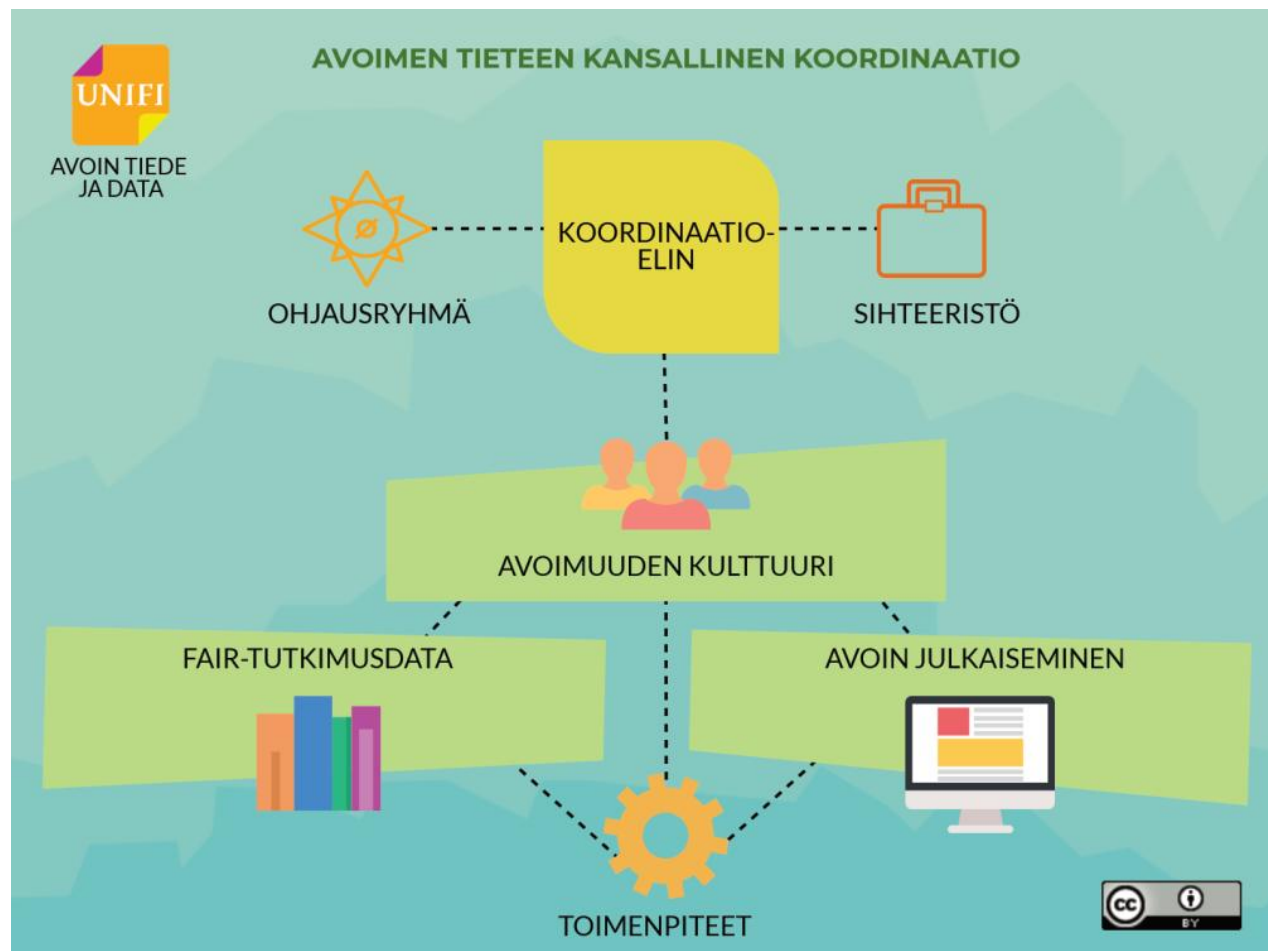 AVOIMEN TIETEEN KANSALLINEN KOORDINAATIO
UNIFI
AVOIN TIEDE
JA DATA
KOORDINAATIO-
ELIN
OHJAUSRYHMÄ
SIHTEERISTÖ
AVOIMUUDEN KULTTUURI
FAIR-TUTKIMUSDATA
AVOIN JULKAISEMINEN
TOIMENPITEET
cc
BY